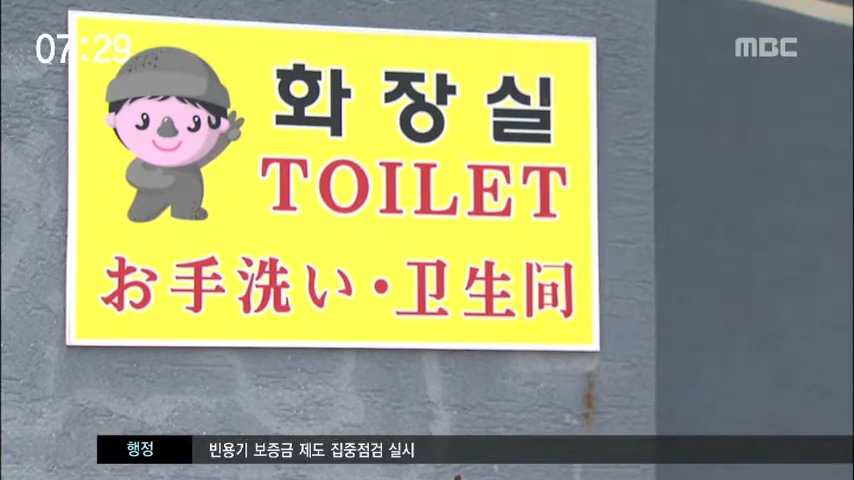 07:29
MBC
화장실
TOILET
お手洗い・卫生间
행정 빈용기 보증금 제도 집중점검 실시